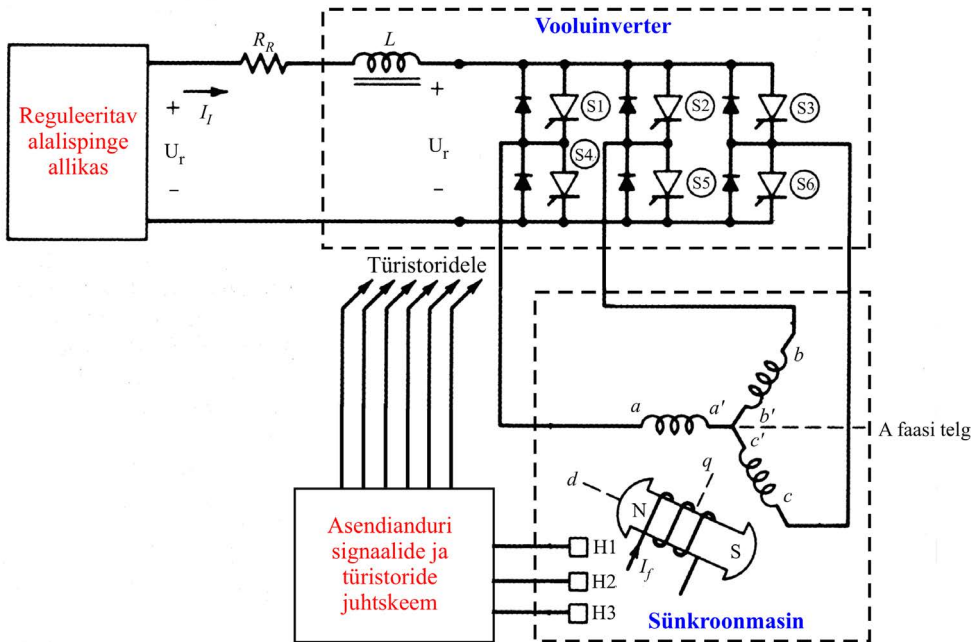 Vooluinverter
R_R
L
I_I
+
U_r
−
+
U_r
−
Reguleeritav
alalispinge
allikas
S1
S2
S3
S4
S5
S6
Türistoridele
a
a'
b
b'
c'
c
A faasi telg
d
q
N
S
I_f
Asendianduri
signaalide ja
türistoride
juhtskeem
H1
H2
H3
Sünkroonmasin